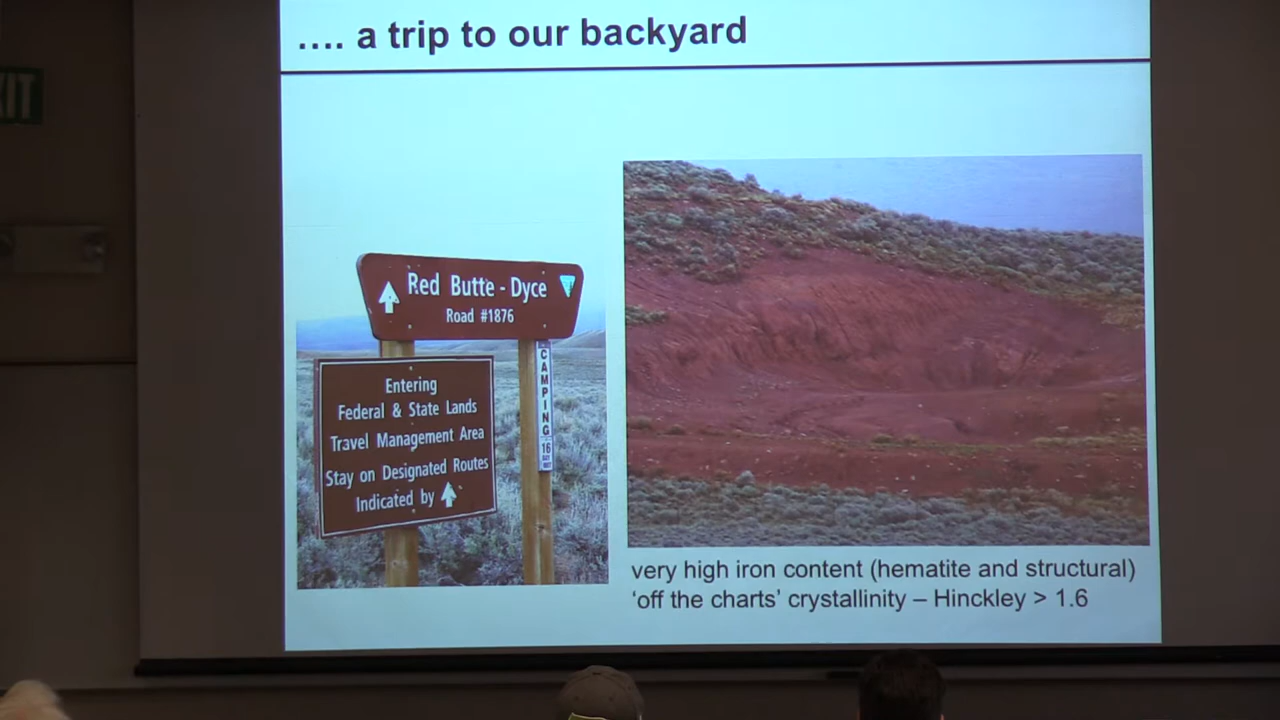 .... a trip to our backyard
Red Butte - Dyce
Road #1876
Entering
Federal & State Lands
Travel Management Area
Stay on Designated Routes
Indicated by
CAMPING
16
very high iron content (hematite and structural)
‘off the charts’ crystallinity – Hinckley > 1.6